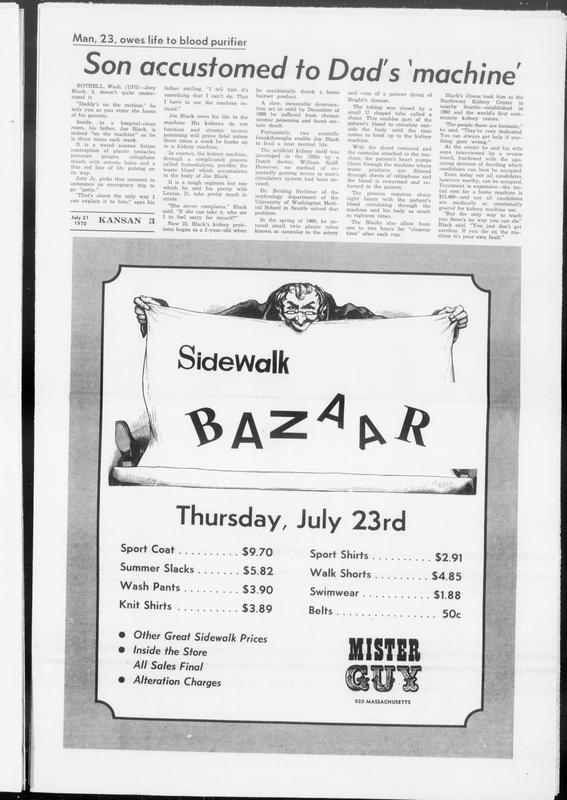 Man, 23, owes life to blood purifier
Son accustomed to Dad's 'machine'
BOTHELL, Wash. (UPI)—Joey
Black, 3, doesn't quite under-
stand it.
"Daddy's on the mchine," he
tells you as you enter the home
of his parents.
Inside, in a hospital-clean
room, his father, Joe Black, is
indeed "on the machine" as he
is three times each week.
It is a weird science fiction
contraption of plastic tentacles
pressure gauges, cellophane
sheets with minute holes and a
thin red line of life pulsing on
its way.
Joey Jr. picks that moment to
announce an emergency trip to
go "potty."
"That's about the only way I
can explain it to him," says his
July 21
1970 KANSAN 3
father smiling. "I tell him it's
something that I can't do. That
I have to use the machine in-
stead."
Joe Black owes his life to the
machine. His kidneys do not
function and chronic uremic
poisoning will prove fatal unless
three times a week he hooks up
to a kidney machine.
In essence, the kidney machine,
through a complicated process
called hemodialysis, purifies the
waste blood which accumulates
in the body of Joe Black.
It is a tough regimen but one
which he and his pretty wife
Louise, 21, take pretty much in
stride.
"She never complains," Black
said. "If she can take it, who am
I to feel sorry for myself?"
Now 23, Black's kidney prob-
lems began as a 2-year-old when
he accidentally drank a home
harmet product.
A slow, inexorable deteriora-
tion set in until by December of
1968 he suffered from chronic
uremic poisoning and faced cer-
tain death.
Fortunately, two scientific
breakthroughs enable Joe Black
to lead a near normal life.
The artificial kidney itself was
developed in the 1930s by a
Dutch doctor, William Kolff.
However, no method of re-
peatedly gaining access to man's
circulatory system had been de-
vised.
Dr. Belding Scribner of the
nephrology department of the
University of Washington Medi-
cal School in Seattle solved that
problem.
In the spring of 1960, he su-
tured small twin plastic tubes
known as cannulas to the artery
and vein of a patient dying of
Bright's disease.
The tubing was closed by a
small U shaped tube called a
shunt. This enables part of the
patient's blood to circulate out-
side the body until the time
comes to hook up to the kidney
machine.
With the shunt removed and
the cannulas attached to the ma-
chine, the patient's heart pumps
blood through the machine where
waste products are filtered
through sheets of cellophane and
the blood is rewarmed and re-
turned to the patient.
The process requires about
eight hours with the patient's
blood circulating through the
machine and his body as much
as eighteen times.
The Blacks also allow from
one to two hours for "cleanup
time" after each run.
Black's illness took him to the
Northwest Kidney Center in
nearby Seattle—established in
1962 and the world's first com-
munity kidney center.
"The people there are fantastic,"
he said. "They're very dedicated.
You can always get help if any-
thing goes wrong."
At the center he and his wife
were interviewed by a review
board, burdened with the ago-
nizing decision of deciding which
candidates can best be accepted.
Even today not all candidates,
however worthy, can be accepted.
Treatment is expensive—the ini-
tial cost for a home machine is
$13,400—and not all candidates
are medically or emotionally
geared for kidney machine use.
"But the only way to teach
you there's no way you can die"
Black said. "You just don't get
careless. If you die on the ma-
chine it's your own fault."
Sidewalk
BAZAAR
Thursday, July 23rd
Sport Coat . . . . . . . . . . $9.70
Summer Slacks . . . . . . . $5.82
Wash Pants . . . . . . . . . . $3.90
Knit Shirts . . . . . . . . . . $3.89
Sport Shirts . . . . . . . . . $2.91
Walk Shorts . . . . . . . . $4.85
Swimwear . . . . . . . . . . $1.88
Belts . . . . . . . . . . . . . 50c
● Other Great Sidewalk Prices
● Inside the Store
All Sales Final
● Alteration Charges
MISTER
GUY
920 MASSACHUSETTS